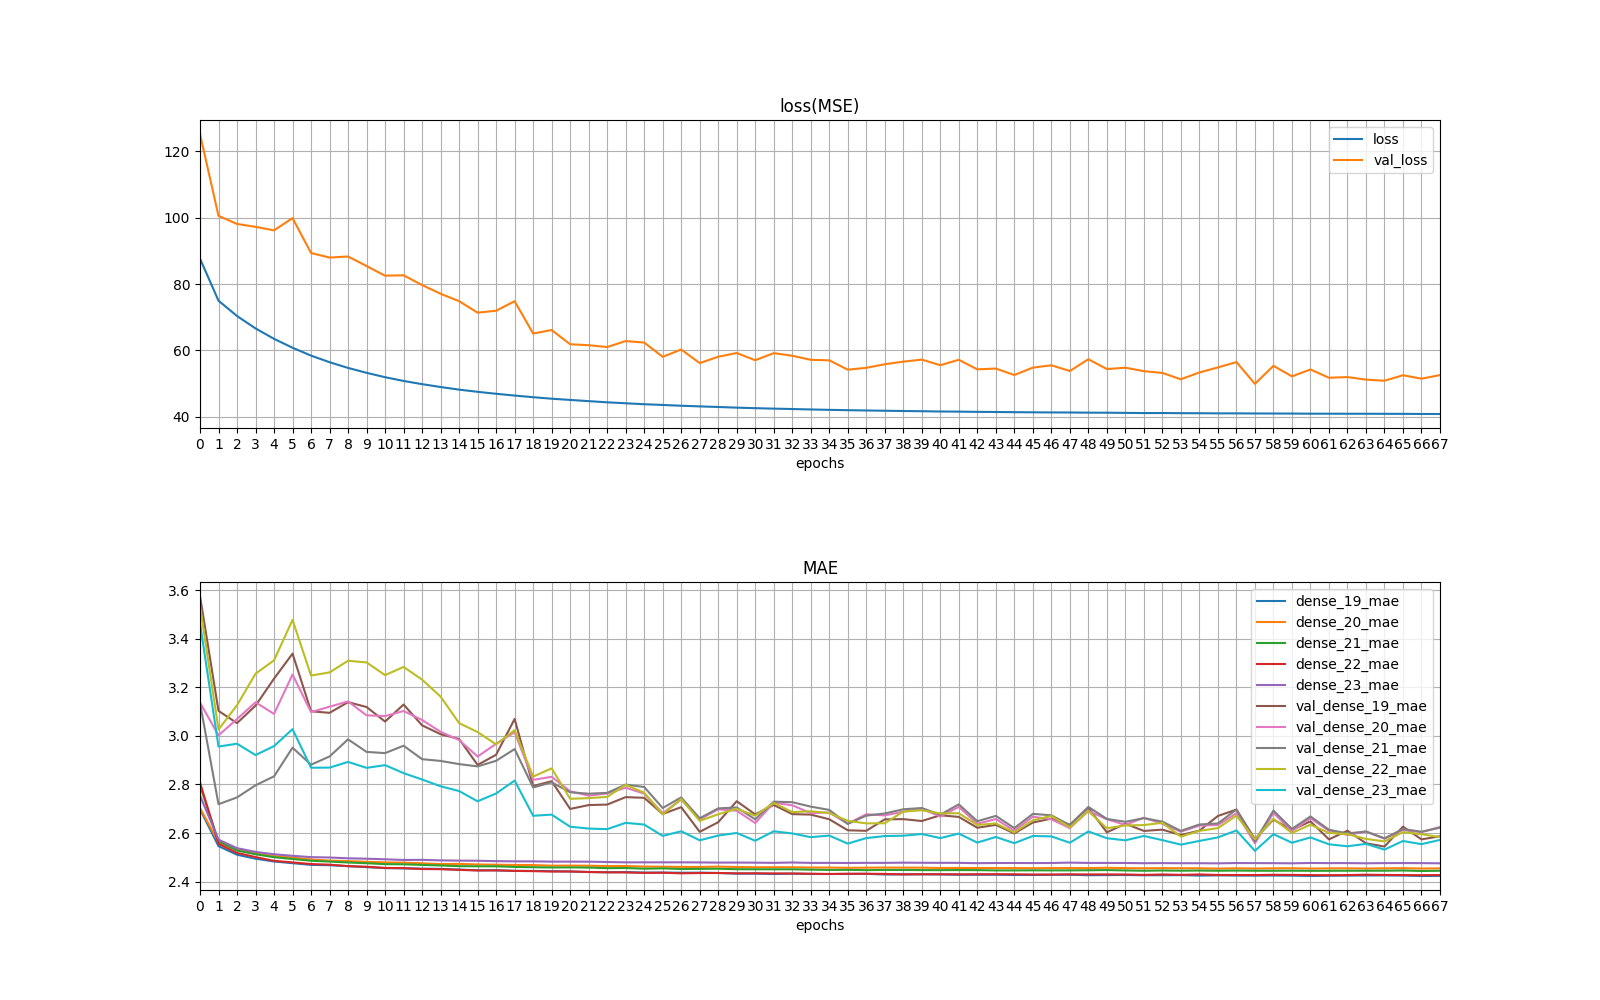 loss(MSE)
120
100
80
60
40
loss
val_loss
0 1 2 3 4 5 6 7 8 9 10 11 12 13 14 15 16 17 18 19 20 21 22 23 24 25 26 27 28 29 30 31 32 33 34 35 36 37 38 39 40 41 42 43 44 45 46 47 48 49 50 51 52 53 54 55 56 57 58 59 60 61 62 63 64 65 66 67
epochs
MAE
3.6
3.4
3.2
3.0
2.8
2.6
2.4
dense_19_mae
dense_20_mae
dense_21_mae
dense_22_mae
dense_23_mae
val_dense_19_mae
val_dense_20_mae
val_dense_21_mae
val_dense_22_mae
val_dense_23_mae
0 1 2 3 4 5 6 7 8 9 10 11 12 13 14 15 16 17 18 19 20 21 22 23 24 25 26 27 28 29 30 31 32 33 34 35 36 37 38 39 40 41 42 43 44 45 46 47 48 49 50 51 52 53 54 55 56 57 58 59 60 61 62 63 64 65 66 67
epochs